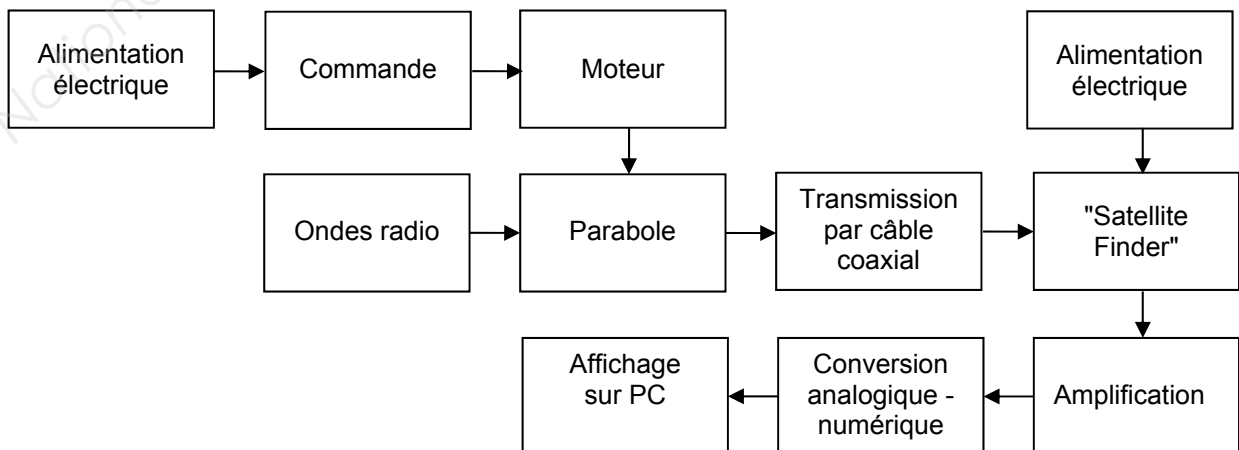 Nation
Alimentation
électrique
Commande
Moteur
Alimentation
électrique
Ondes radio
Parabole
Transmission
par câble
coaxial
"Satellite
Finder"
Affichage
sur PC
Conversion
analogique -
numérique
Amplification